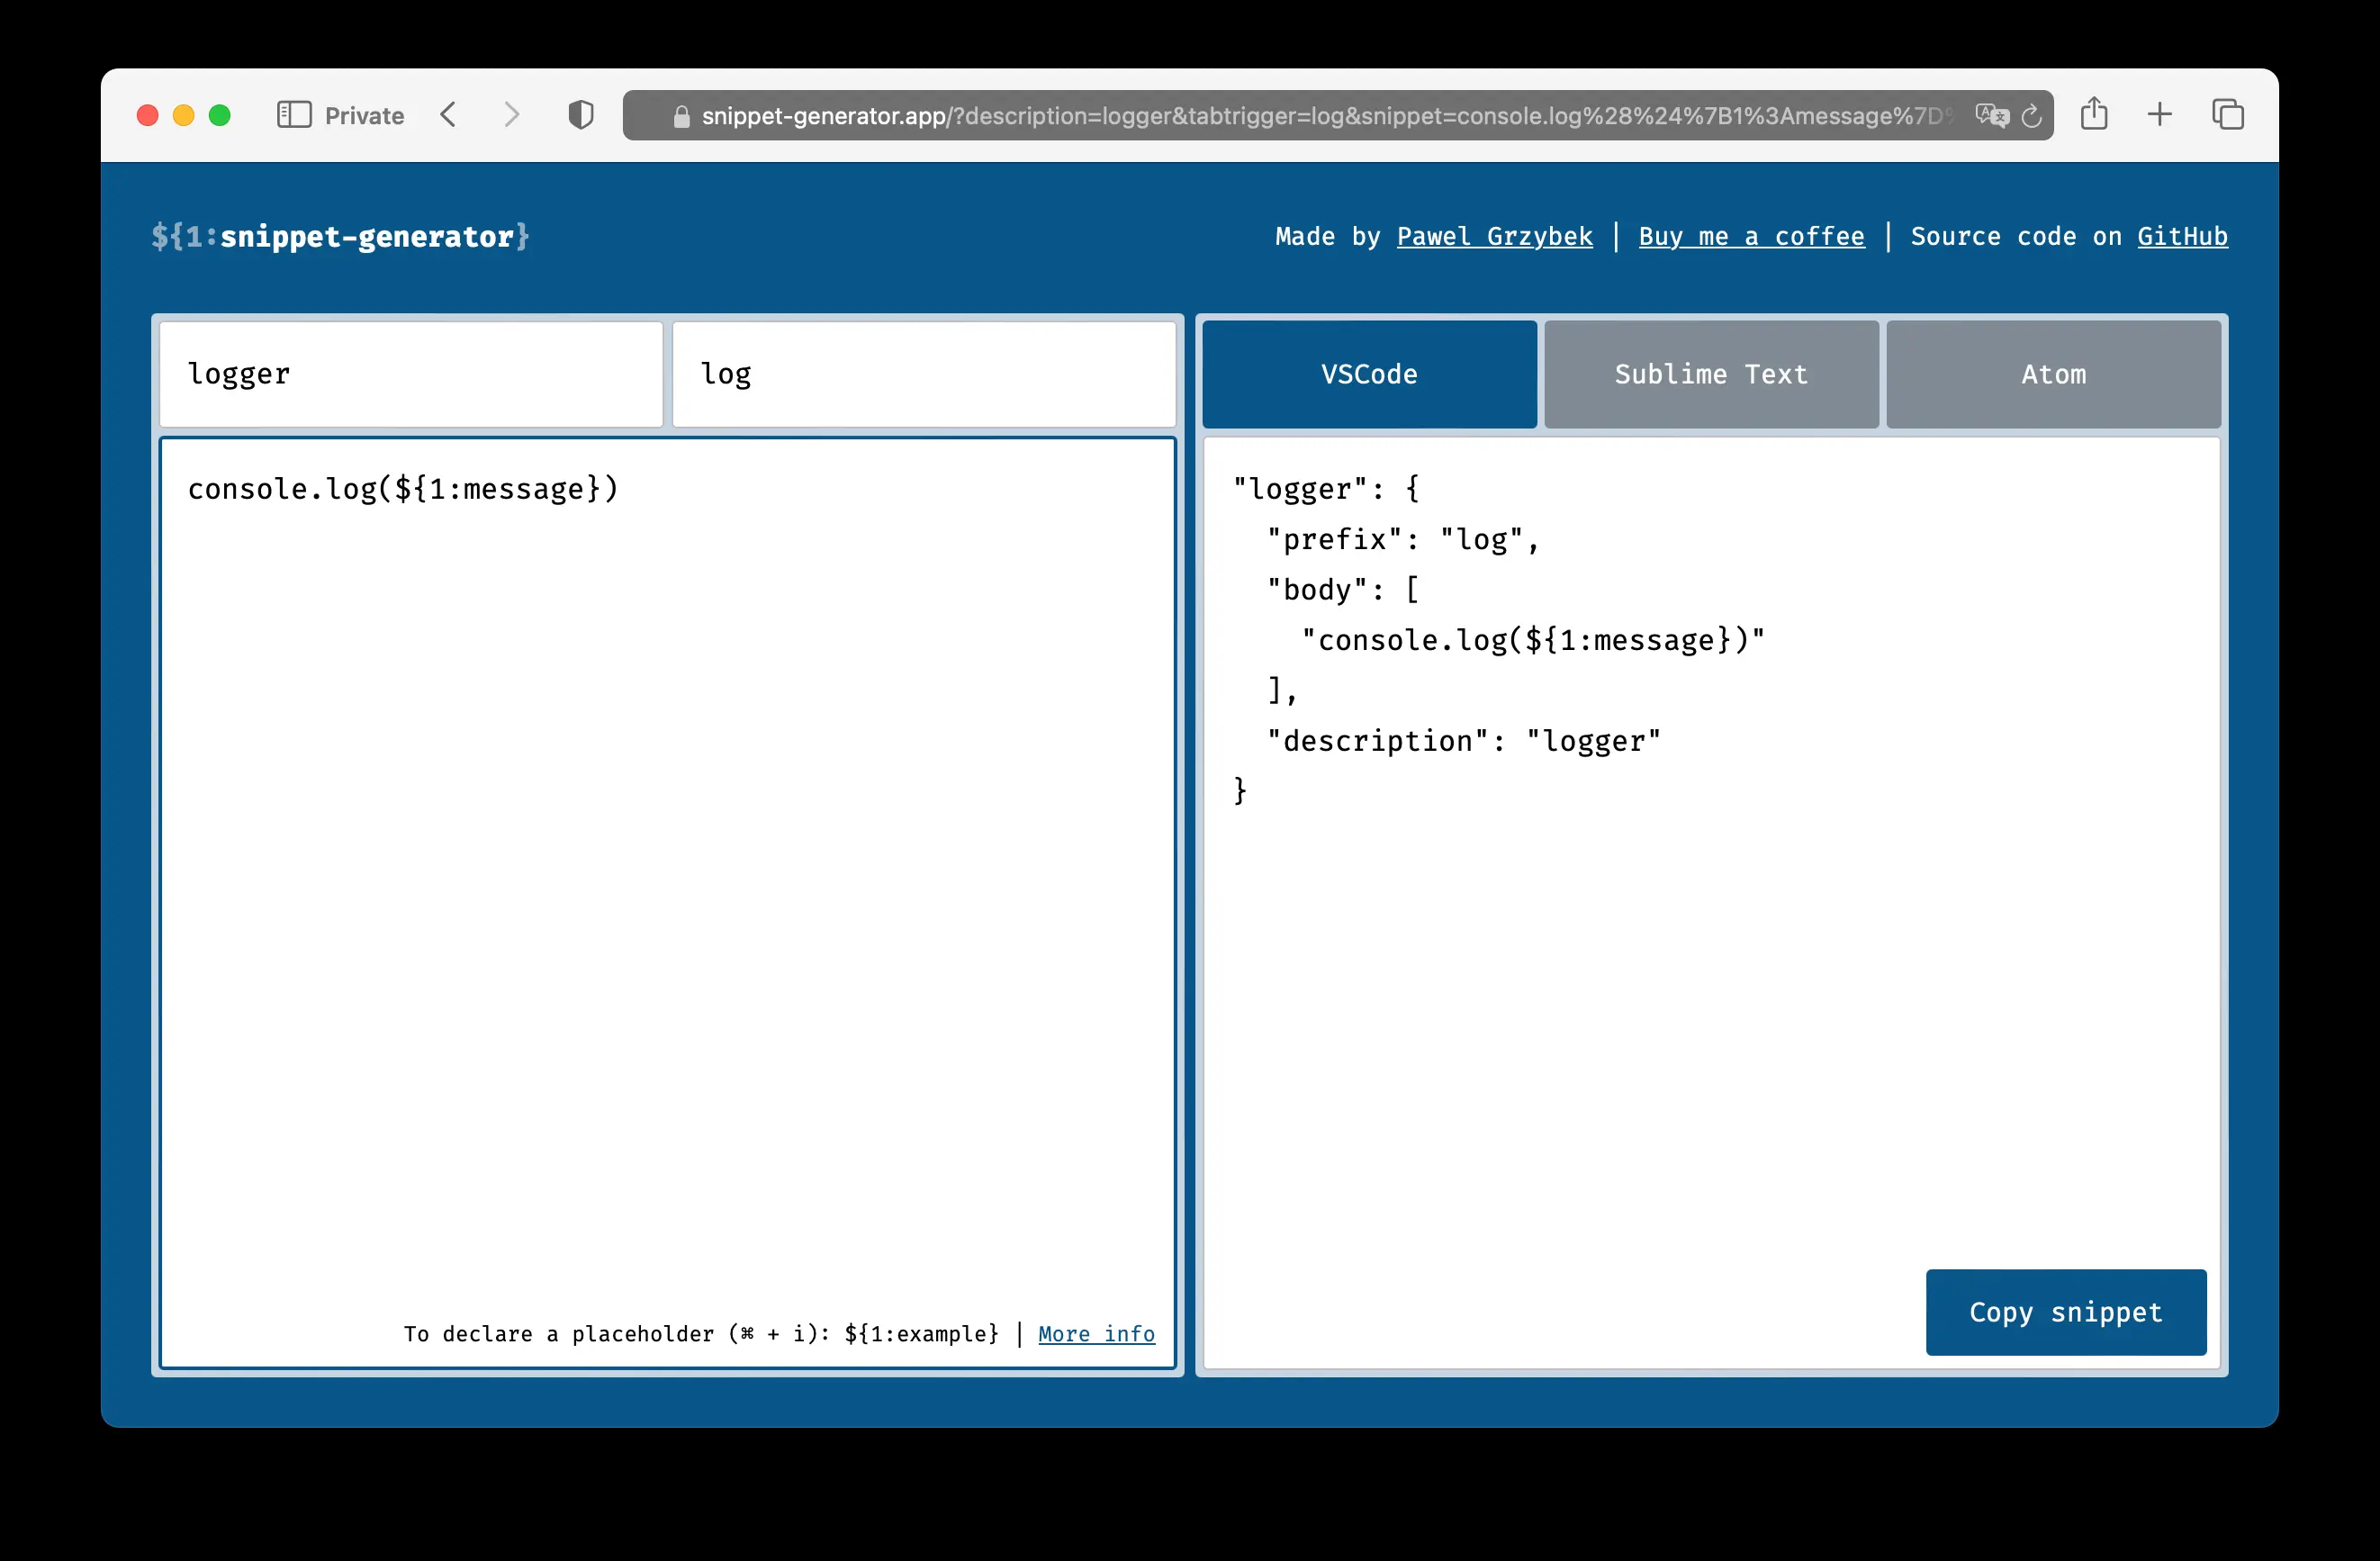 Private
snippet-generator.app/?description=logger&tabtrigger=log&snippet=console.log%28%24%7B1%3Amessage%7D%
${1:snippet-generator}
Made by Pawel Grzybek | Buy me a coffee | Source code on GitHub
logger
log
console.log(${1:message})
To declare a placeholder (⌘ + i): ${1:example} | More info
VSCode
Sublime Text
Atom
"logger": {
  "prefix": "log",
  "body": [
    "console.log(${1:message})"
  ],
  "description": "logger"
}
Copy snippet